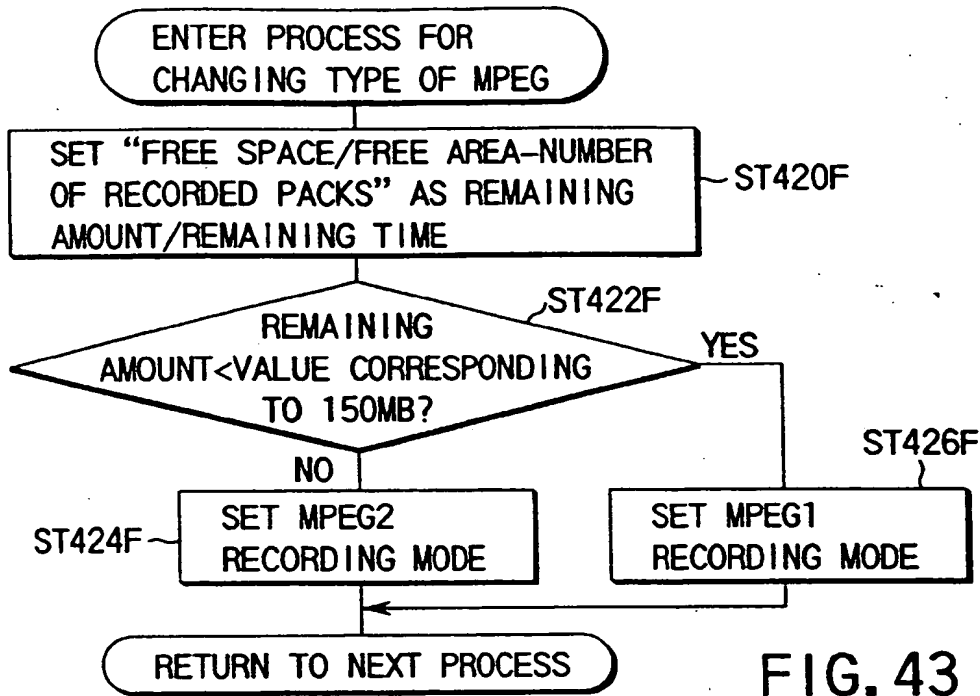 ENTER PROCESS FOR
CHANGING TYPE OF MPEG
SET “FREE SPACE/FREE AREA-NUMBER
OF RECORDED PACKS” AS REMAINING
AMOUNT/REMAINING TIME
ST420F
ST422F
REMAINING
AMOUNT<VALUE CORRESPONDING
TO 150MB?
YES
NO
ST426F
ST424F
SET MPEG2
RECORDING MODE
SET MPEG1
RECORDING MODE
RETURN TO NEXT PROCESS
FIG. 43